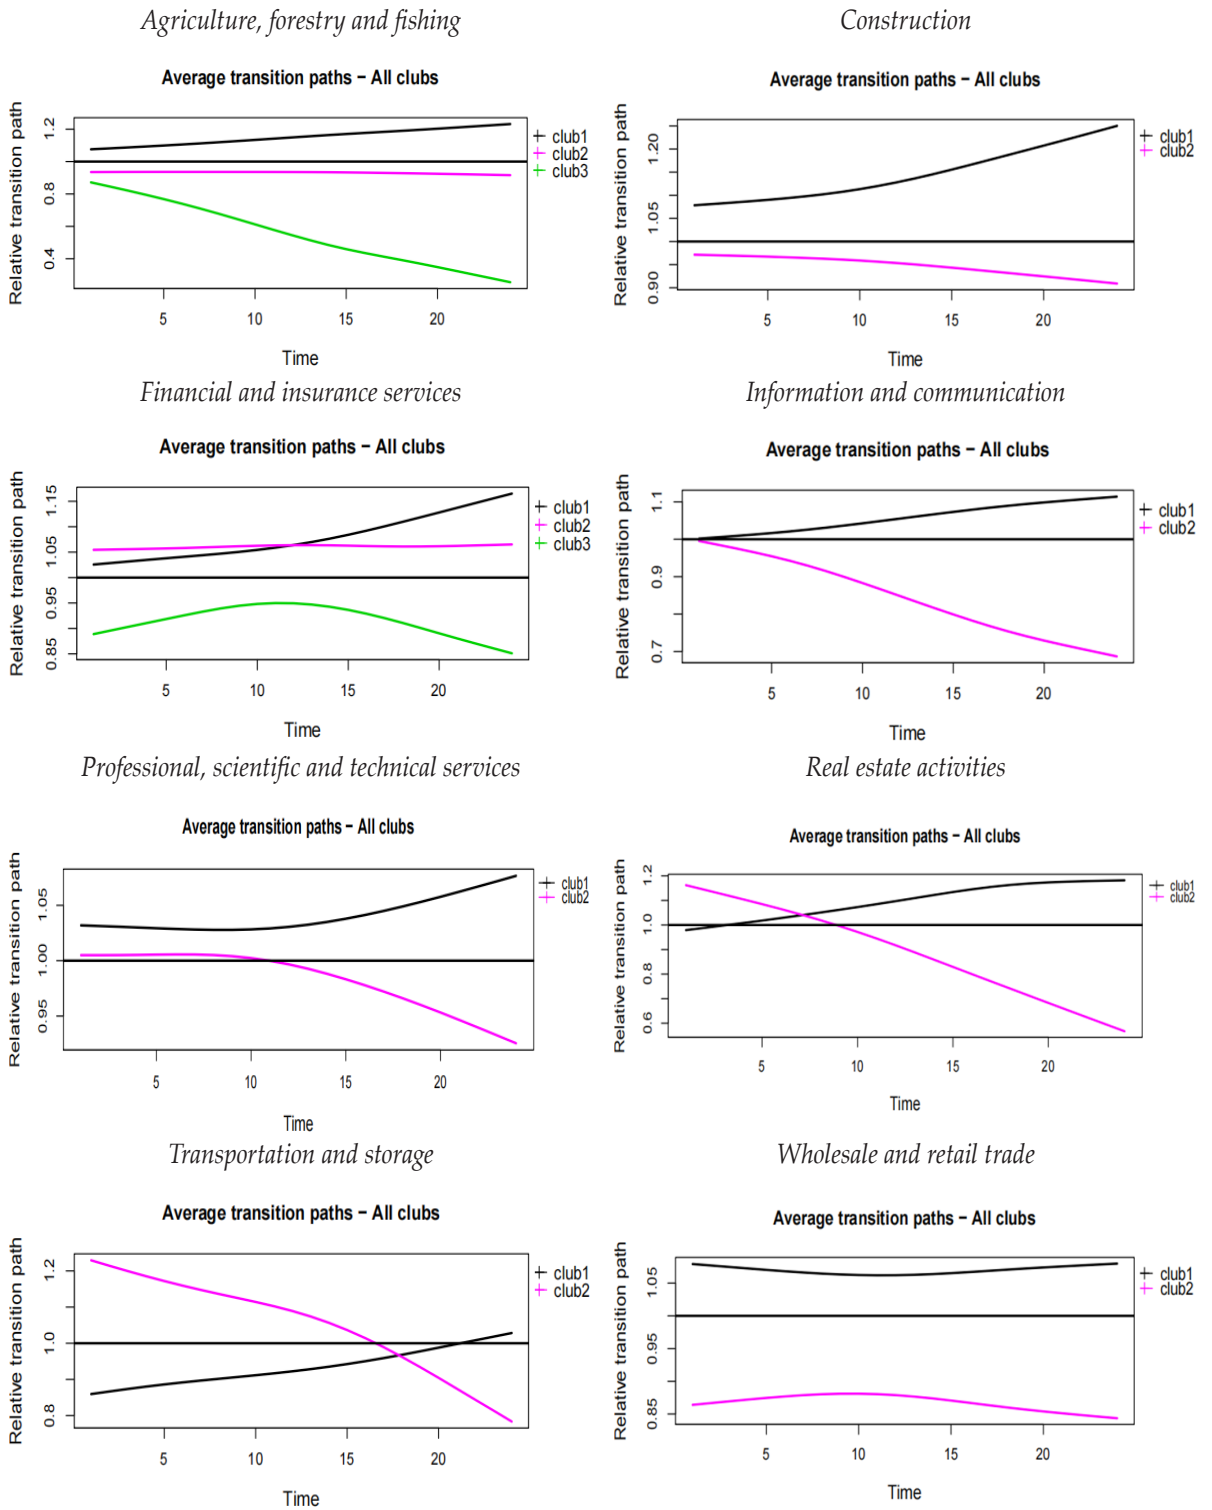 Agriculture, forestry and fishing
Average transition paths − All clubs
Relative transition path
1.2
0.8
0.4
5 10 15 20
Time
club1
club2
club3
Construction
Average transition paths − All clubs
Relative transition path
1.20
1.05
0.90
5 10 15 20
Time
club1
club2
Financial and insurance services
Average transition paths − All clubs
Relative transition path
1.15
1.05
0.95
0.85
5 10 15 20
Time
club1
club2
club3
Information and communication
Average transition paths − All clubs
Relative transition path
1.1
0.9
0.7
5 10 15 20
Time
club1
club2
Professional, scientific and technical services
Average transition paths − All clubs
Relative transition path
1.05
1.00
0.95
5 10 15 20
Time
club1
club2
Real estate activities
Average transition paths − All clubs
Relative transition path
1.2
1.0
0.8
0.6
5 10 15 20
Time
club1
club2
Transportation and storage
Average transition paths − All clubs
Relative transition path
1.2
1.0
0.8
5 10 15 20
Time
club1
club2
Wholesale and retail trade
Average transition paths − All clubs
Relative transition path
1.05
0.95
0.85
5 10 15 20
Time
club1
club2